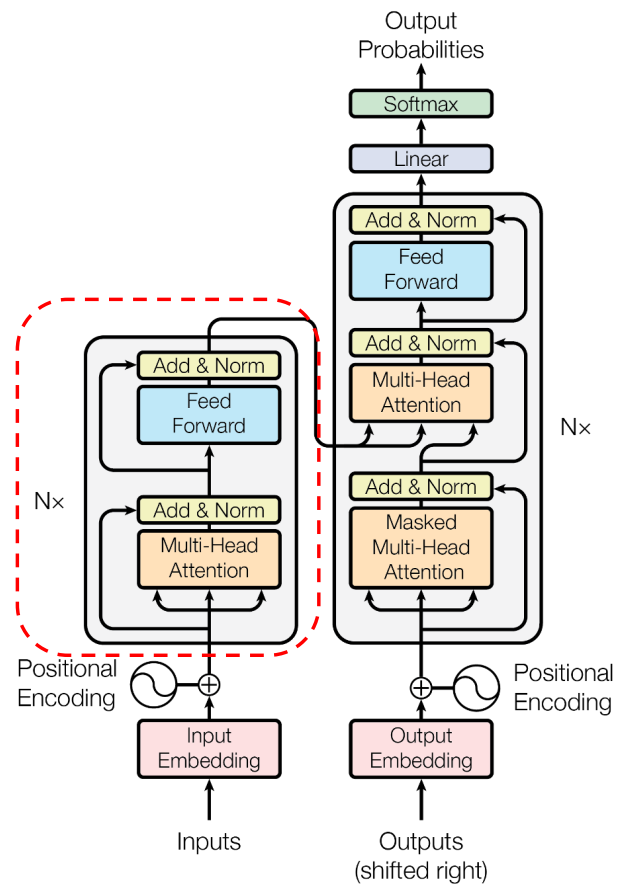 Output
Probabilities
Softmax
Linear
Add & Norm
Feed
Forward
Add & Norm
Multi-Head
Attention
N×
Add & Norm
Masked
Multi-Head
Attention
Add & Norm
Feed
Forward
N×
Add & Norm
Multi-Head
Attention
Positional
Encoding
Positional
Encoding
Input
Embedding
Output
Embedding
Inputs
Outputs
(shifted right)